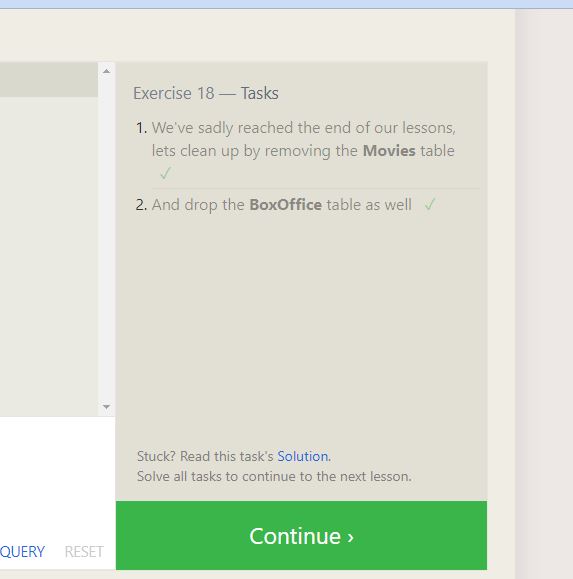 Exercise 18 — Tasks
1. We've sadly reached the end of our lessons,
lets clean up by removing the Movies table
✓
2. And drop the BoxOffice table as well ✓
Stuck? Read this task's Solution.
Solve all tasks to continue to the next lesson.
Continue ›
QUERY RESET